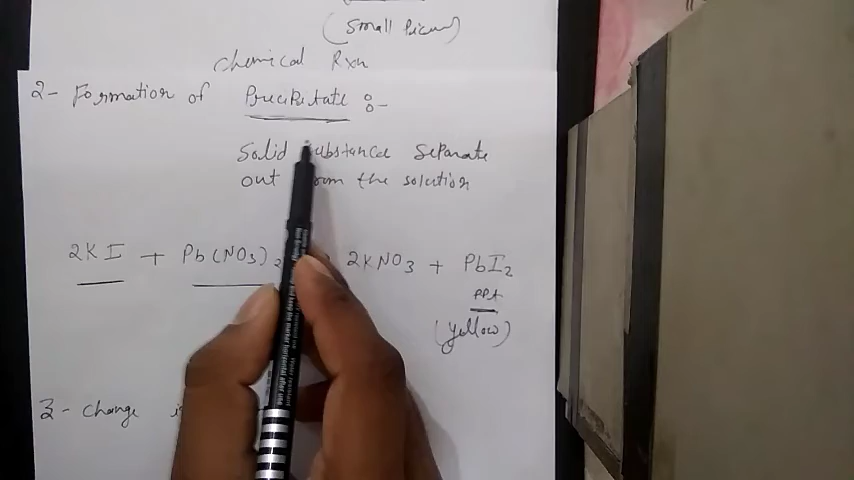 (Small Pieces)
Chemical Rxn
2- Formation of Precipitate :-
Solid substance separate
out from the solution
2KI + Pb(NO3)2 2KNO3 + PbI2
PPt
(yellow)
3- change